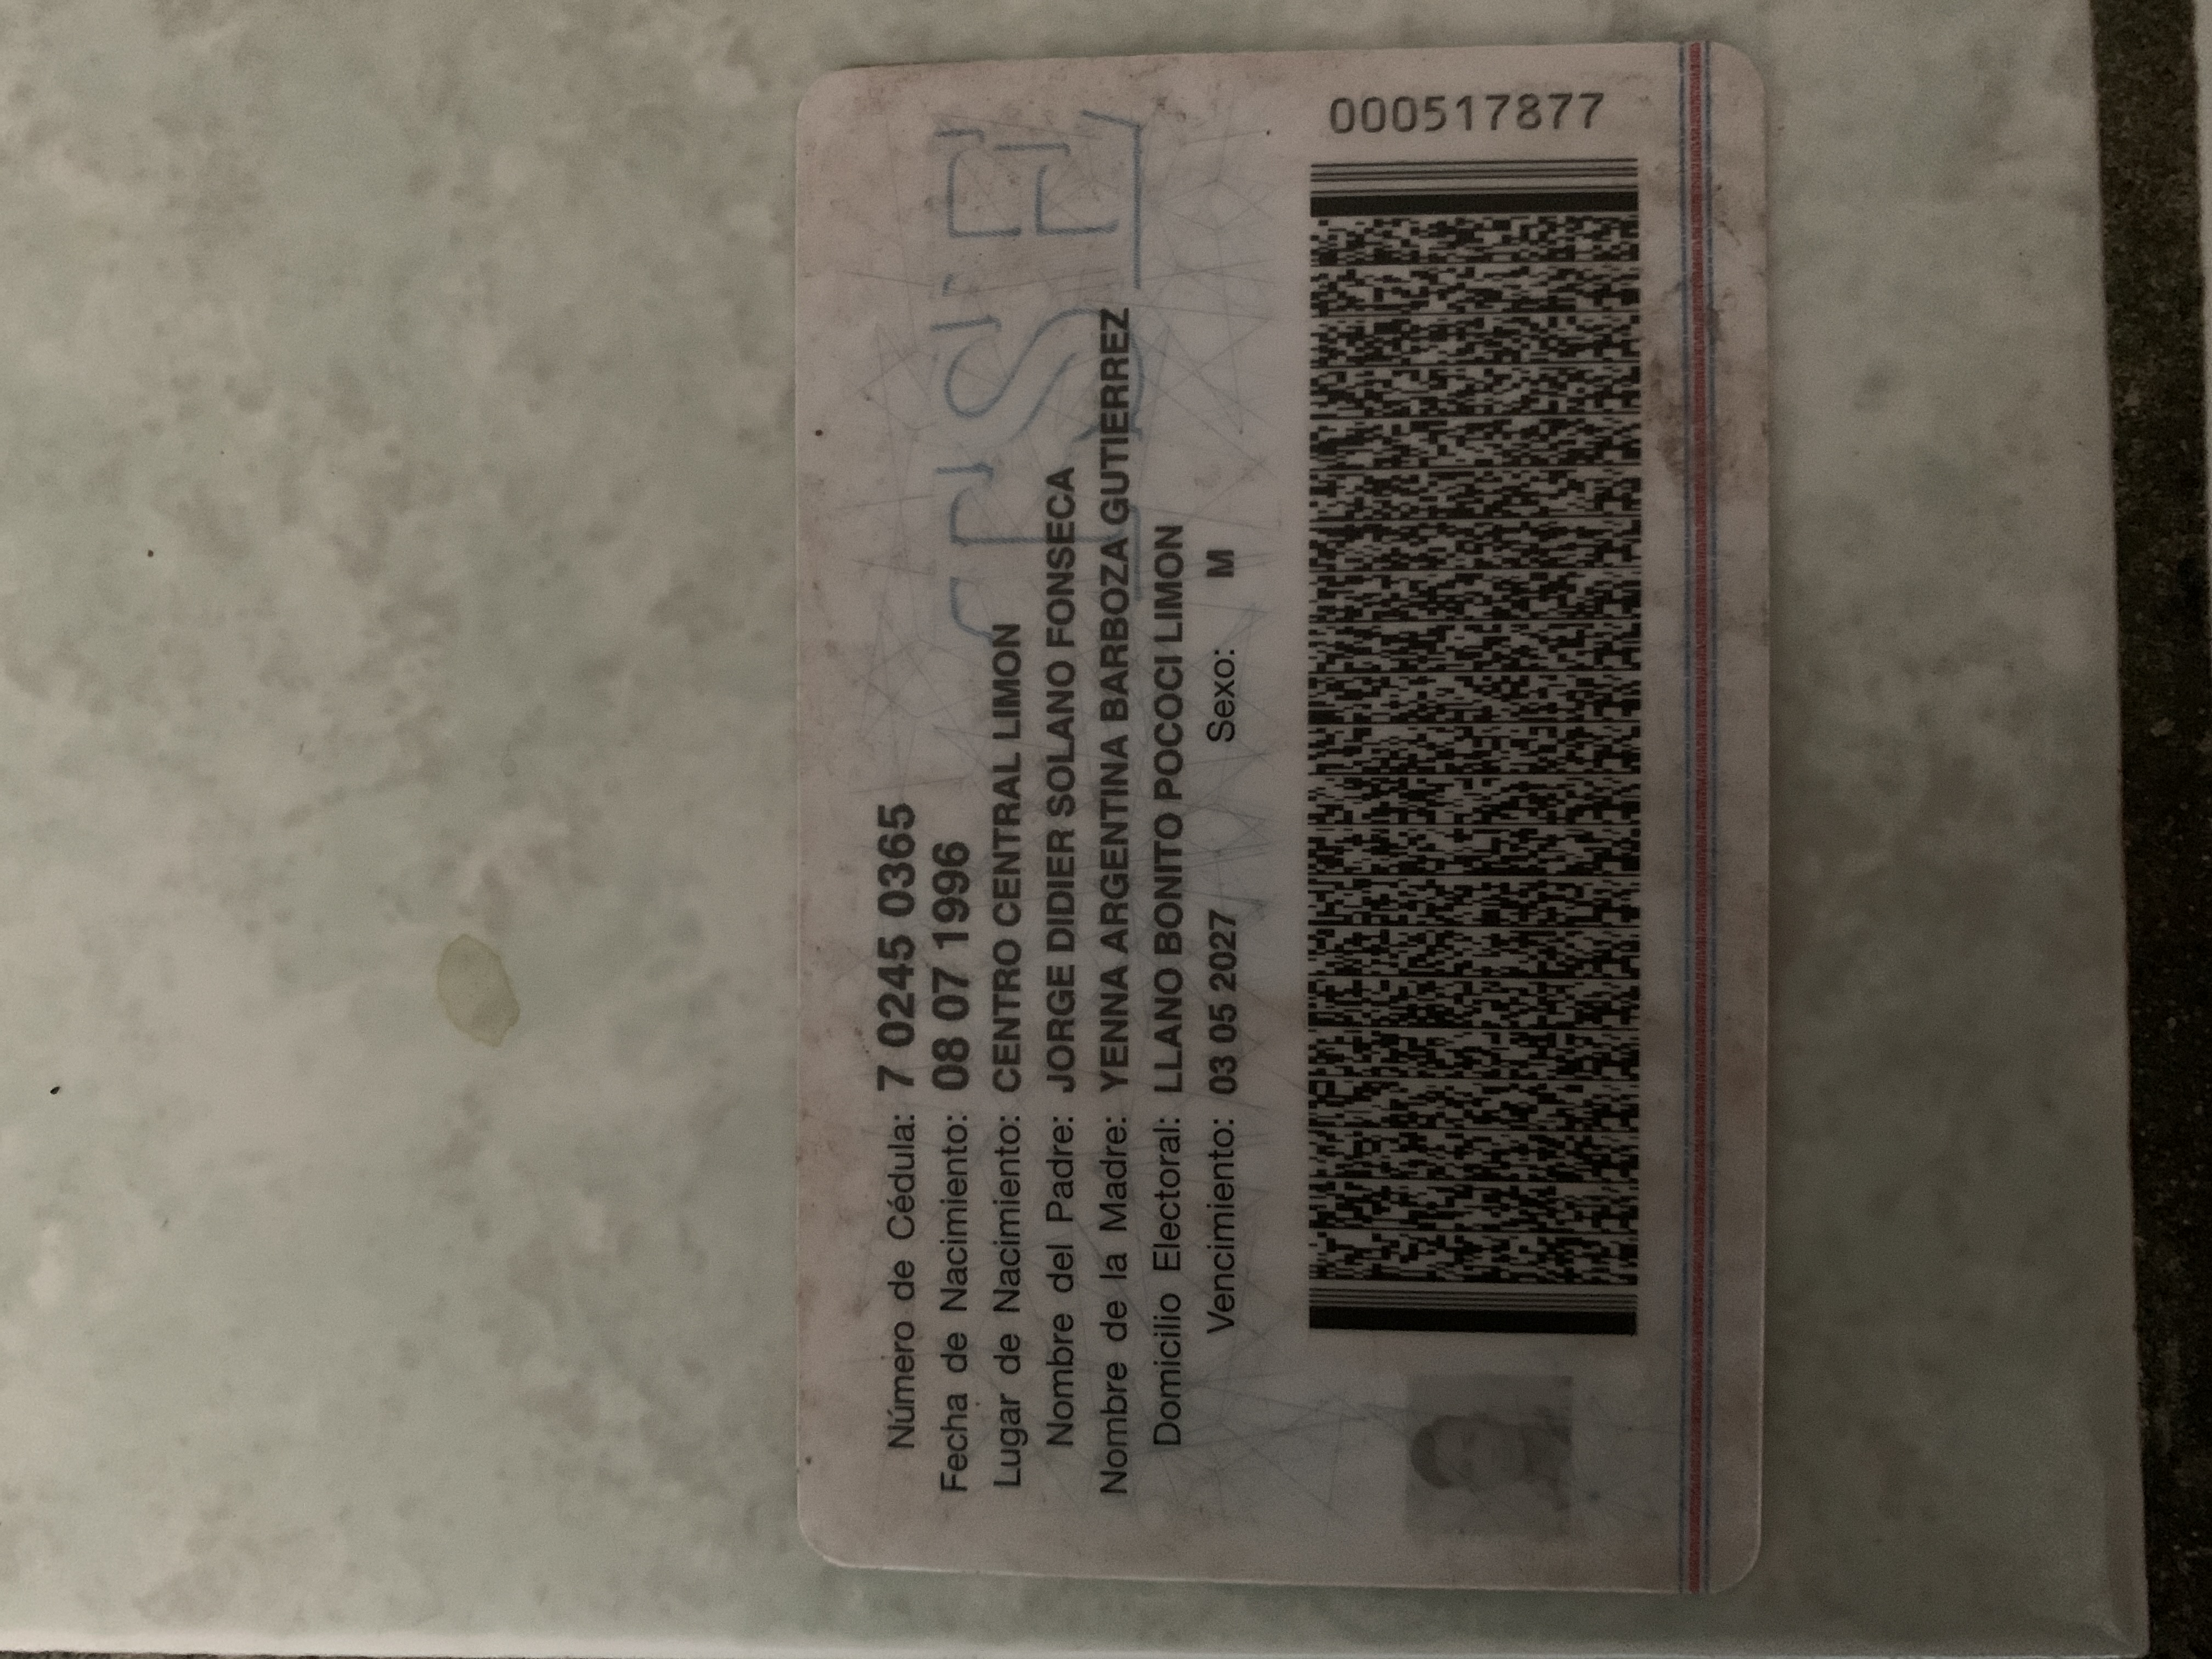 Número de Cédula: 7 0245 0365
Fecha de Nacimiento: 08 07 1996
Lugar de Nacimiento: CENTRO CENTRAL LIMON
Nombre del Padre: JORGE DIDIER SOLANO FONSECA
Nombre de la Madre: YENNA ARGENTINA BARBOZA GUTIERREZ
Domicilio Electoral: LLANO BONITO POCOCI LIMON
Vencimiento: 03 05 2027 Sexo: M
000517877